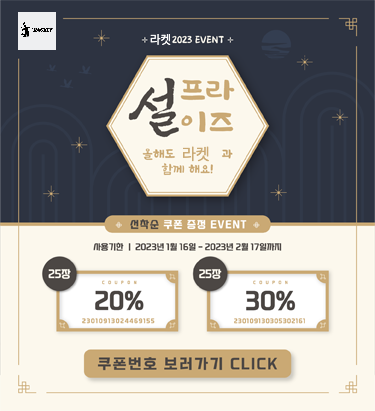 라켓2023 EVENT
설 프라
이즈
올해도 라켓 과
함께 해요!
선착순 쿠폰 증정 EVENT
사용기한 | 2023년 1월 16일 - 2023년 2월 17일까지
25장
COUPON
20%
23010913024469155
25장
COUPON
30%
230109130305302161
쿠폰번호 보러가기 CLICK